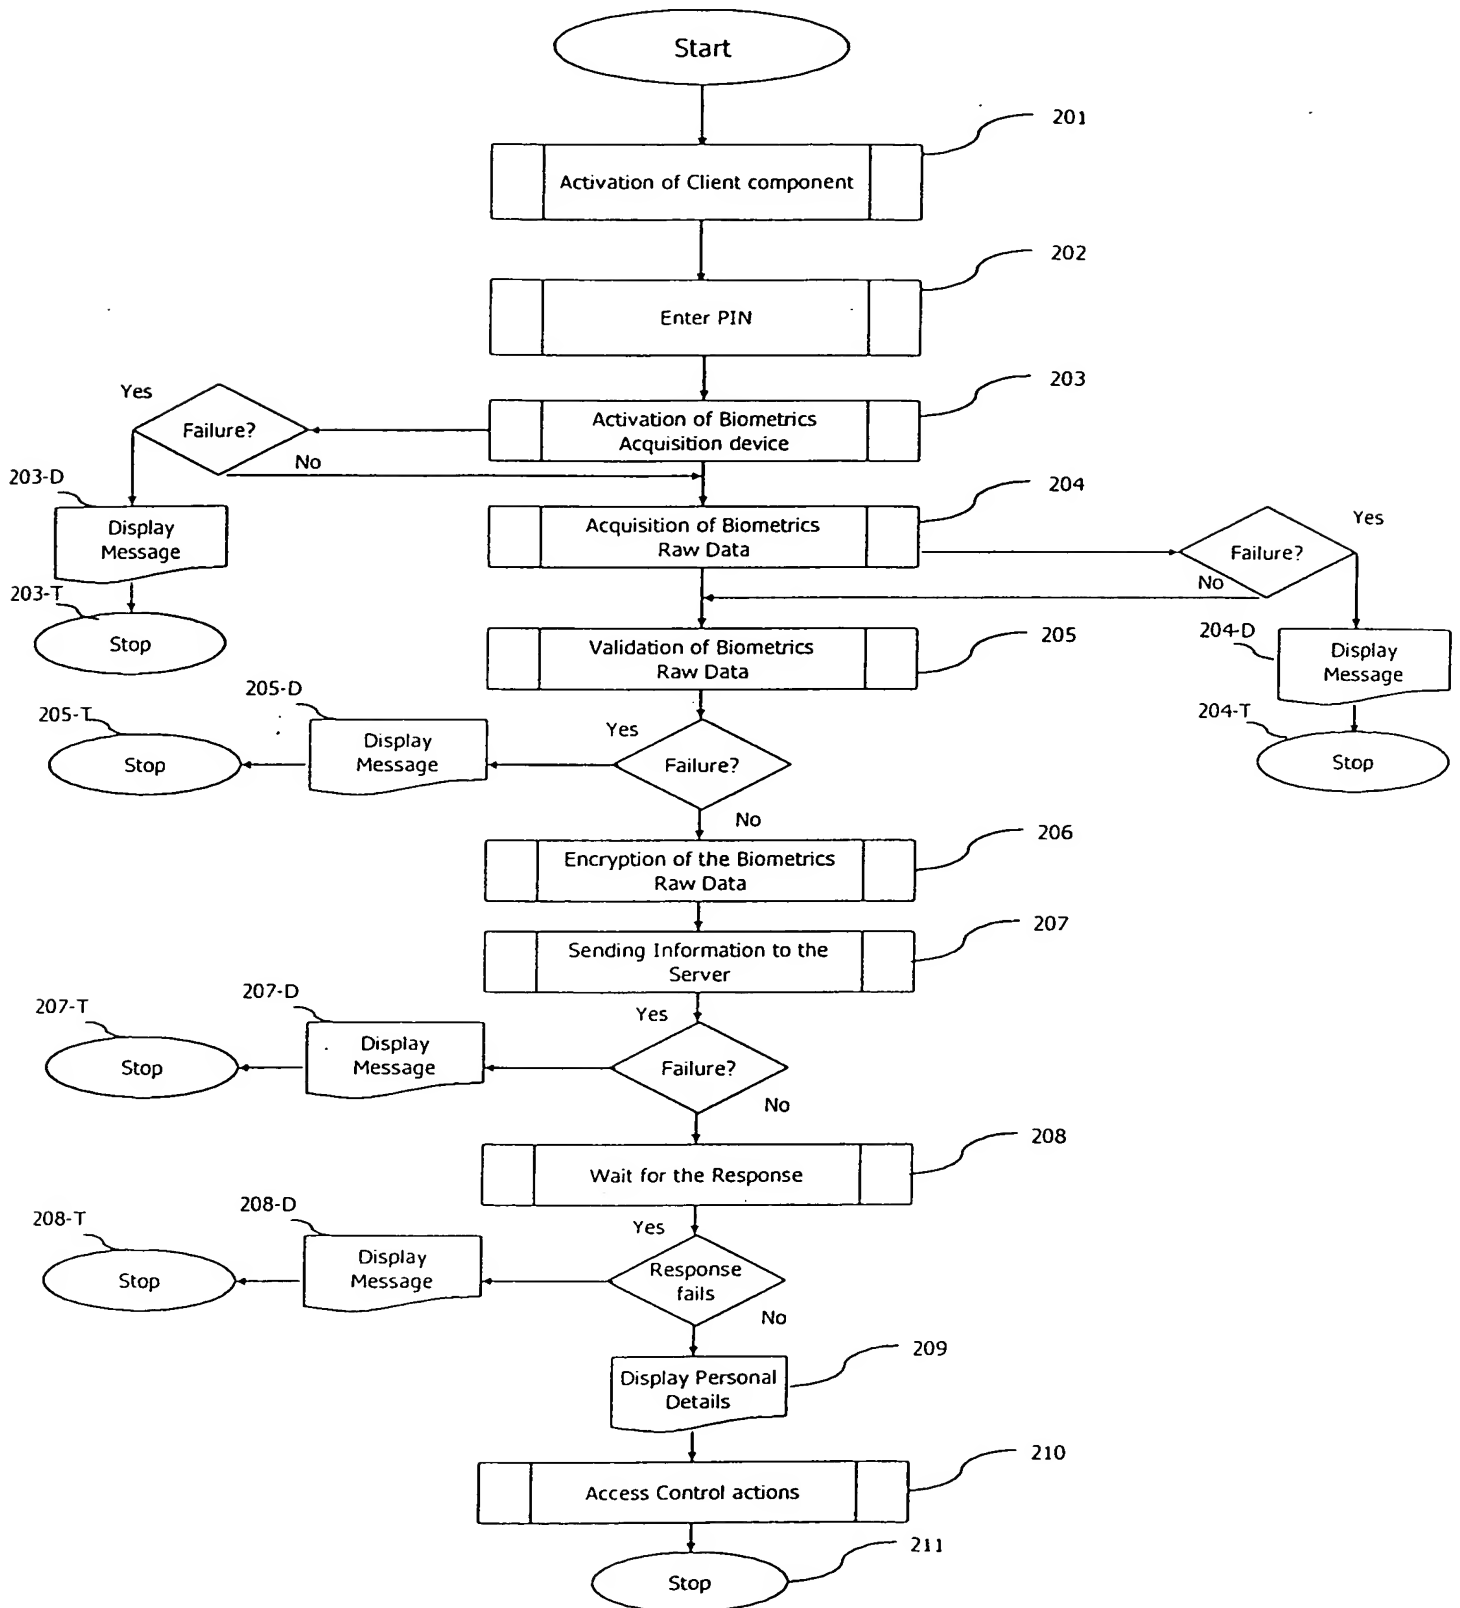 Start
201
Activation of Client component
202
Enter PIN
203
Yes
Activation of Biometrics
Acquisition device
Failure?
No
203-D
204
Display
Message
Acquisition of Biometrics
Raw Data
Yes
Failure?
No
203-T
Stop
205
Validation of Biometrics
Raw Data
204-D
Display
Message
205-D
205-T
204-T
Yes
Display
Message
Stop
Failure?
Stop
No
206
Encryption of the Biometrics
Raw Data
207
Sending Information to the
Server
207-D
207-T
Yes
Display
Message
Stop
Failure?
No
208
Wait for the Response
208-D
208-T
Yes
Display
Message
Stop
Response
fails
No
209
Display Personal
Details
210
Access Control actions
211
Stop